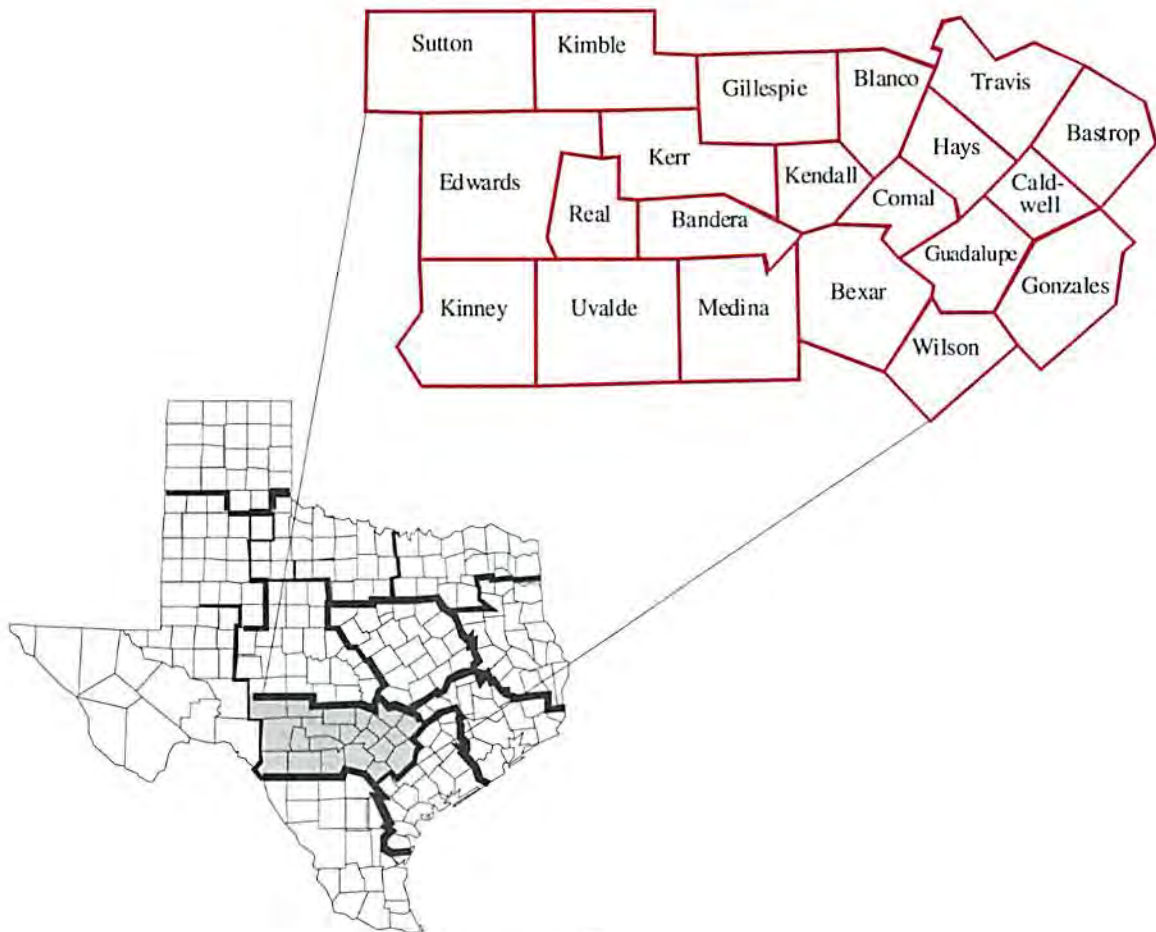 Sutton
Kimble
Gillespie
Blanco
Travis
Bastrop
Hays
Kerr
Kendall
Edwards
Comal
Cald-
well
Real
Bandera
Guadalupe
Gonzales
Kinney
Uvalde
Medina
Bexar
Wilson